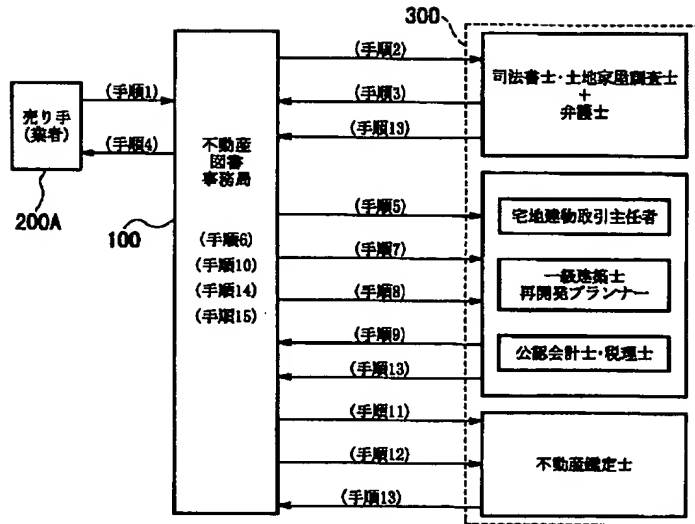 300
(手順2)
司法書士・土地家屋調査士
+
弁護士
(手順1)
(手順3)
売り手
(業者)
(手順4)
(手順13)
不動産
図書
事務局
200A
100
(手順5)
宅地建物取引主任者
(手順6)
(手順7)
(手順10)
一級建築士
再開発プランナー
(手順14)
(手順8)
(手順15)
(手順9)
公認会計士・税理士
(手順13)
(手順11)
(手順12)
不動産鑑定士
(手順13)